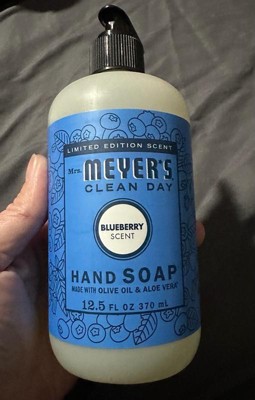 LIMITED EDITION SCENT
Mrs. MEYER'S
CLEAN DAY
BLUEBERRY
SCENT
HAND SOAP
MADE WITH OLIVE OIL & ALOE VERA
12.5 FL OZ 370 mL